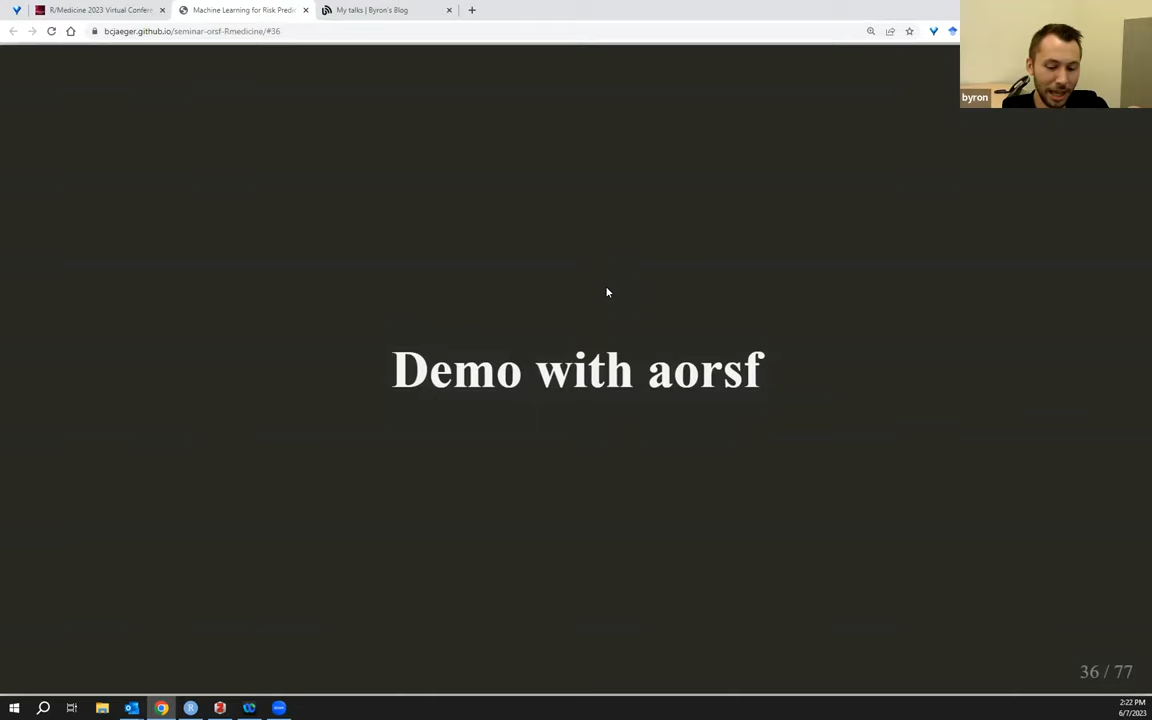 R/Medicine 2023 Virtual Confere
Machine Learning for Risk Predi
My talks | Byron's Blog
bcjaeger.github.io/seminar-orsf-Rmedicine/#36
byron
Demo with aorsf
36 / 77
2:22 PM
6/7/2023